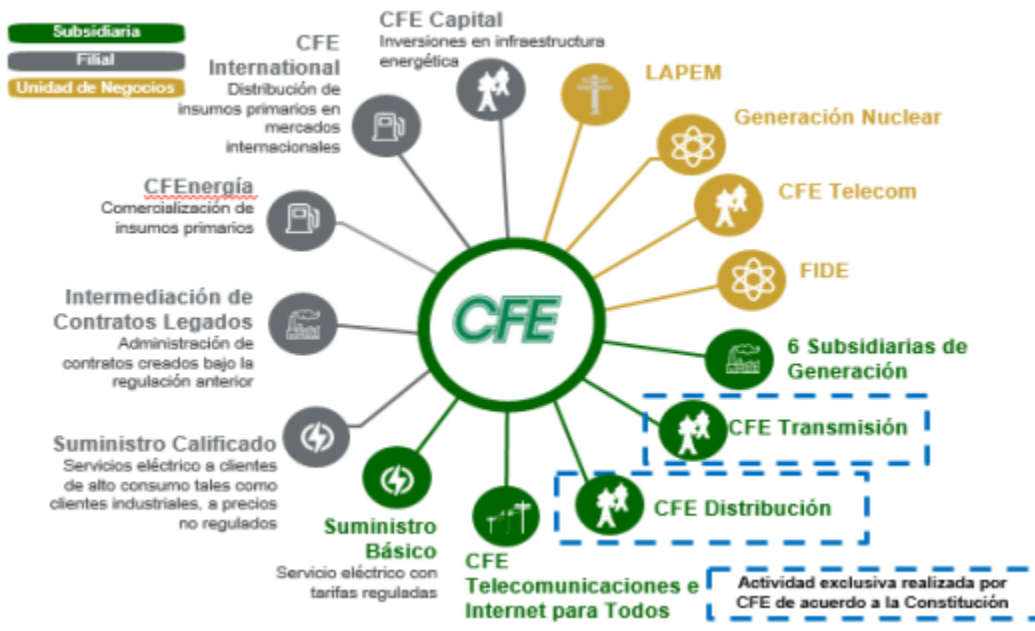 Subsidiaria
Filial
Unidad de Negocios
CFE Capital
Inversiones en infraestructura
energética
CFE
International
Distribución de
insumos primarios en
mercados
internacionales
CFEnergía
Comercialización de
insumos primarios
Intermediación de
Contratos Legados
Administración de
contratos creados bajo la
regulación anterior
Suministro Calificado
Servicios eléctrico a clientes
de alto consumo tales como
clientes industriales, a precios
no regulados
Suministro
Básico
Servicio eléctrico con
tarifas reguladas
CFE
LAPEM
Generación Nuclear
CFE Telecom
FIDE
6 Subsidiarias de
Generación
CFE Transmisión
CFE Distribución
CFE
Telecomunicaciones e
Internet para Todos
Actividad exclusiva realizada por
CFE de acuerdo a la Constitución